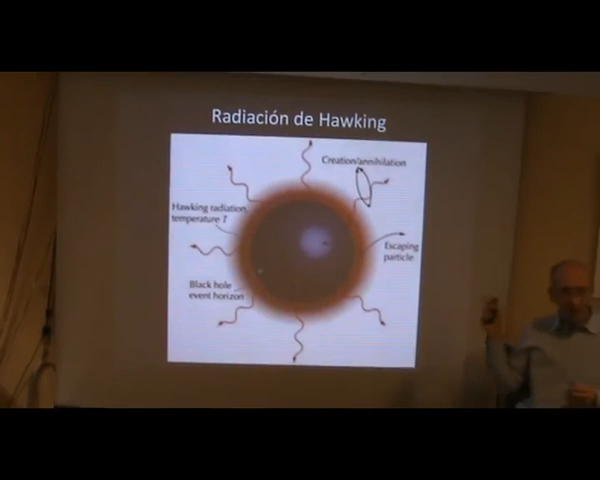 Radiación de Hawking
Creation/annihilation
Hawking radiation,
temperature T
Escaping
particle
Black hole
event horizon